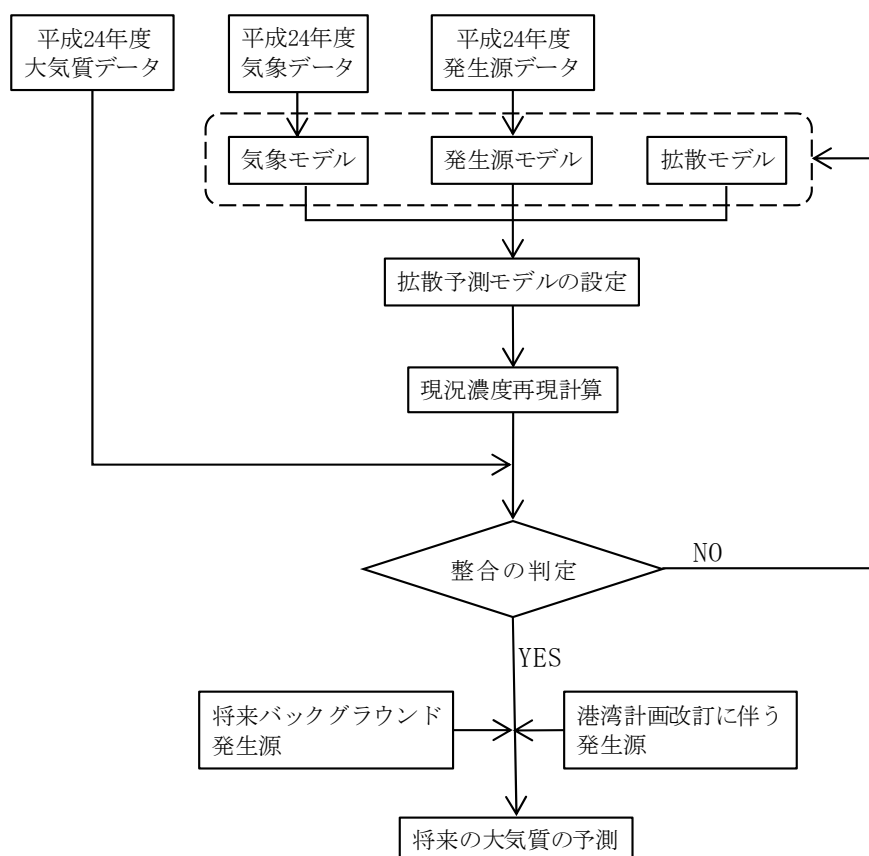 平成24年度
大気質データ
平成24年度
気象データ
平成24年度
発生源データ
気象モデル
発生源モデル
拡散モデル
拡散予測モデルの設定
現況濃度再現計算
整合の判定
NO
YES
将来バックグラウンド
発生源
港湾計画改訂に伴う
発生源
将来の大気質の予測